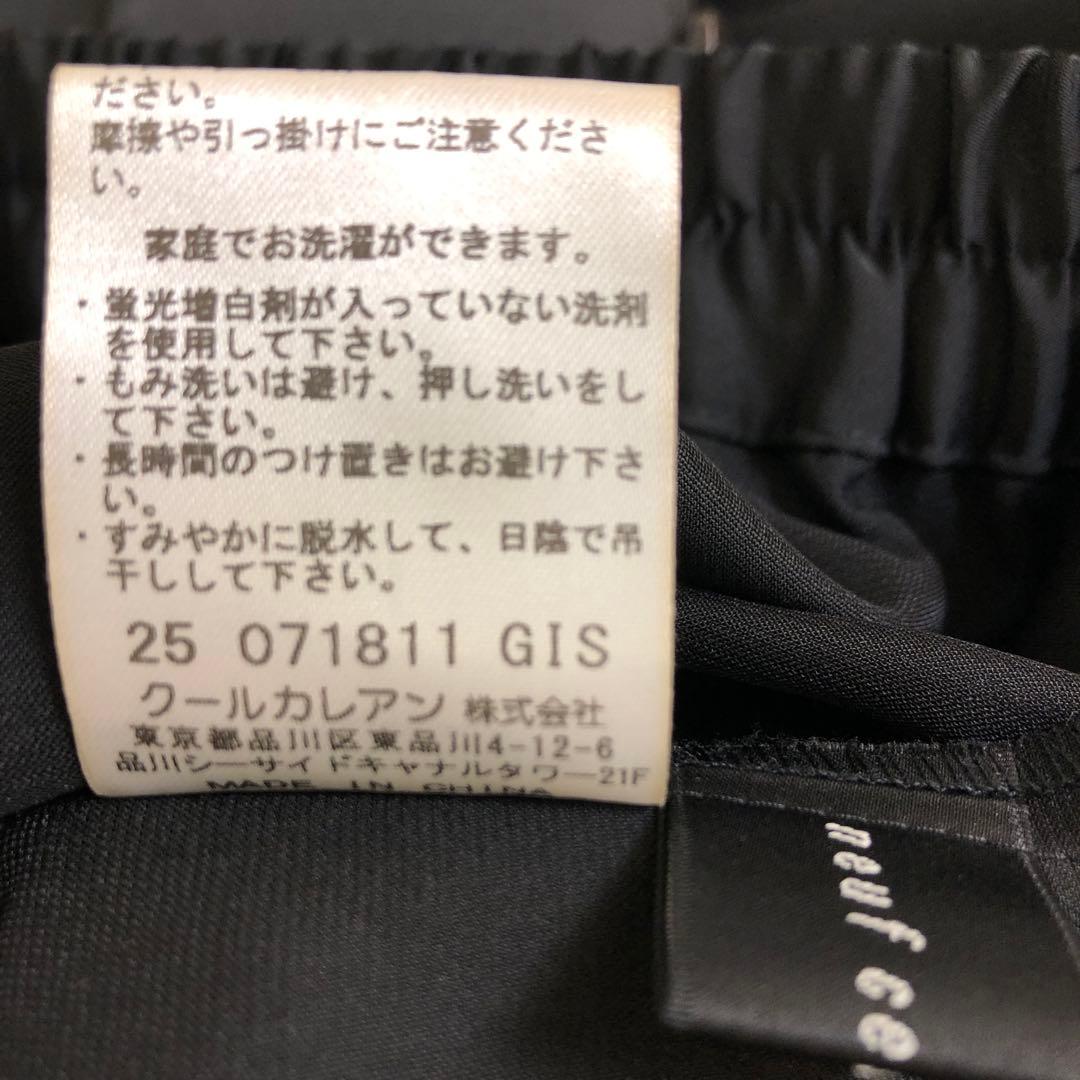 ださい。
摩擦や引っ掛けにご注意くださ
い。
家庭でお洗濯ができます。
・蛍光増白剤が入っていない洗剤
を使用して下さい。
・もみ洗いは避け、押し洗いをし
て下さい。
・長時間のつけ置きはお避け下さ
い。
・すみやかに脱水して、日陰で吊
干しして下さい。
25 071811 GIS
クールカレアン 株式会社
東京都品川区東品川4-12-6
品川シーサイドキャナルタワー21F
MADE IN CHINA
neuf ce